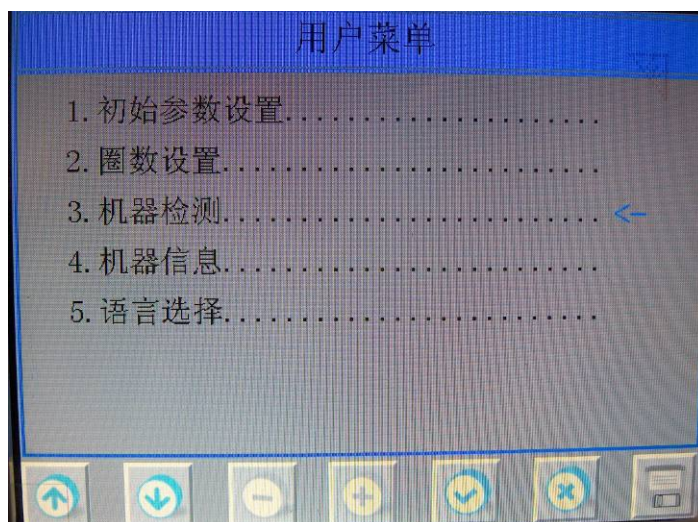 用户菜单
1.初始参数设置......................
2.圈数设置..........................
3.机器检测.......................... <-
4.机器信息..........................
5.语言选择..........................